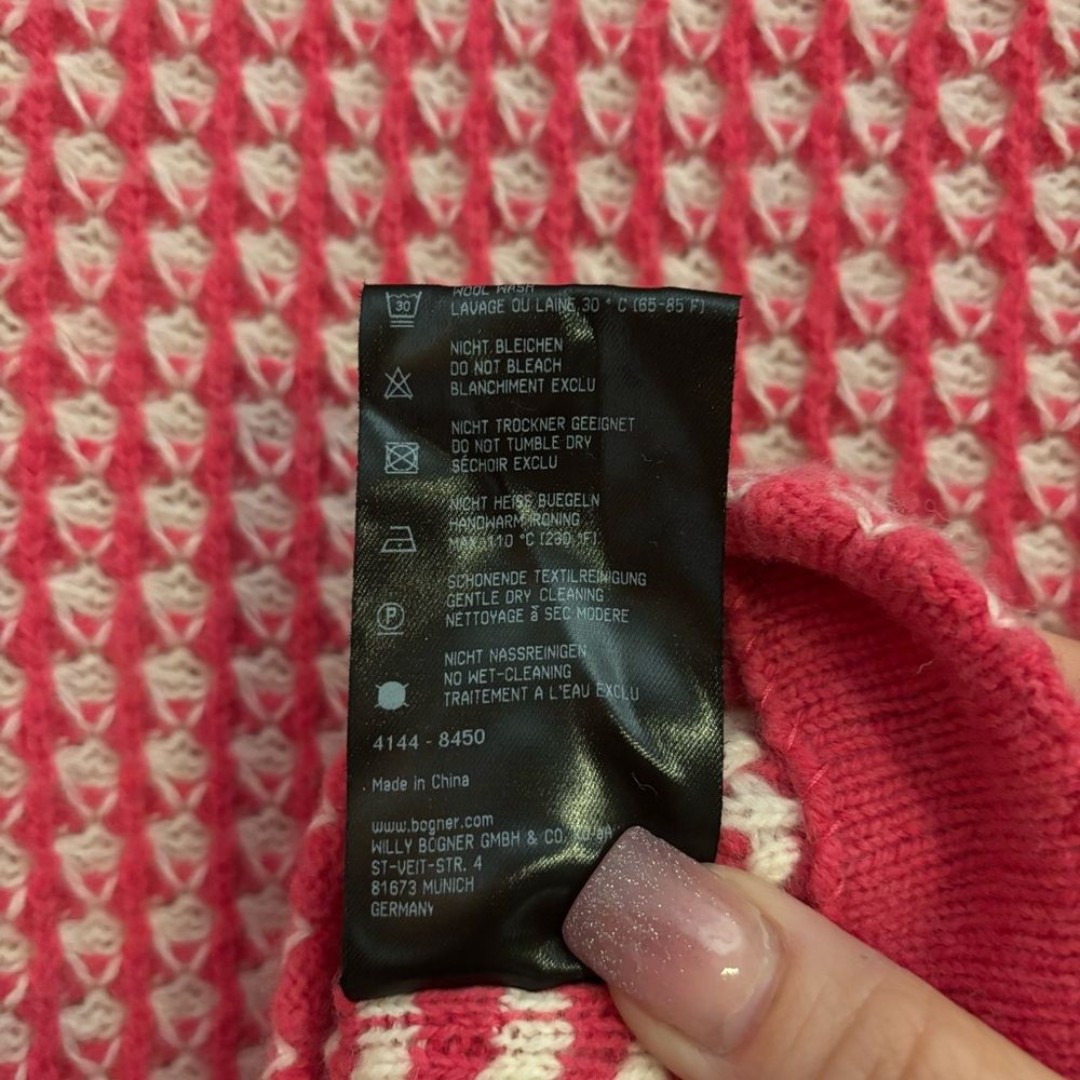 WOOL WASH
30
LAVAGE OU LAINE, 30 ° C (65-85 F)
NICHT BLEICHEN
DO NOT BLEACH
BLANCHIMENT EXCLU
NICHT TROCKNER GEEIGNET
DO NOT TUMBLE DRY
SÉCHOIR EXCLU
NICHT HEISS BUEGELN
HANDWARM IRONING
MAX. 110 °C (230 °F)
SCHONENDE TEXTILREINIGUNG
GENTLE DRY CLEANING
P
NETTOYAGE à SEC MODERE
NICHT NASSREINIGEN
NO WET-CLEANING
TRAITEMENT A L'EAU EXCLU
4144 - 8450
Made in China
www.bogner.com
WILLY BOGNER GMBH & CO.
ST-VEIT-STR. 4
81673 MUNICH
GERMANY